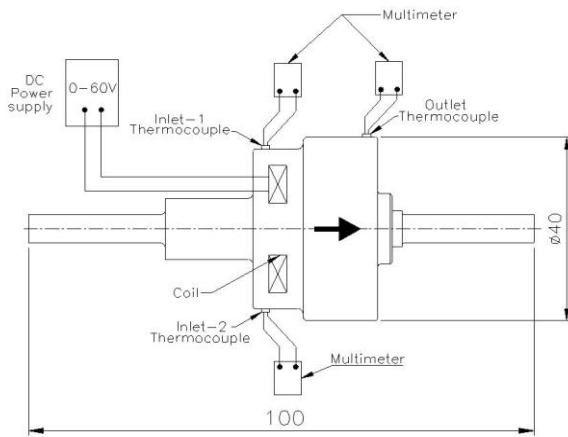 Multimeter
DC
Power
supply
0-60V
Inlet-1
Thermocouple
Outlet
Thermocouple
Coil
ø40
Inlet-2
Thermocouple
Multimeter
100